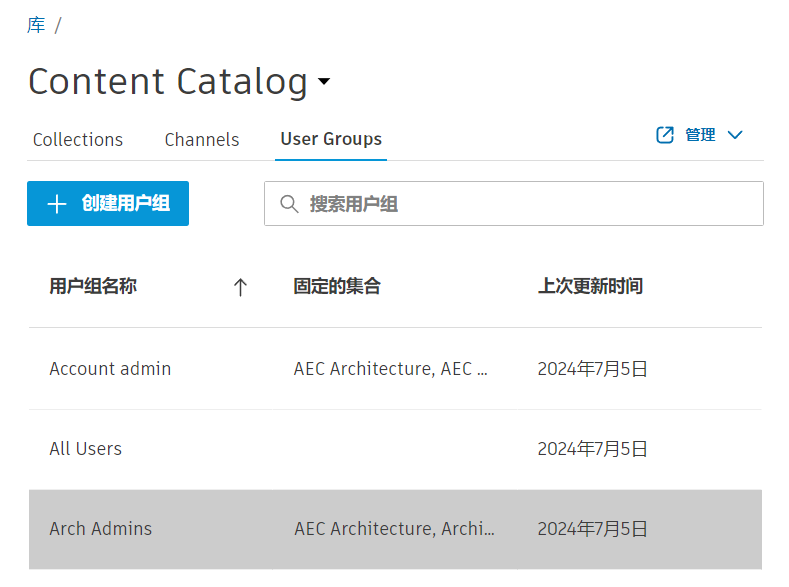 库 /
Content Catalog
Collections Channels User Groups 管理
创建用户组 搜索用户组
用户组名称 固定的集合 上次更新时间
Account admin AEC Architecture, AEC ... 2024年7月5日
All Users 2024年7月5日
Arch Admins AEC Architecture, Archi... 2024年7月5日